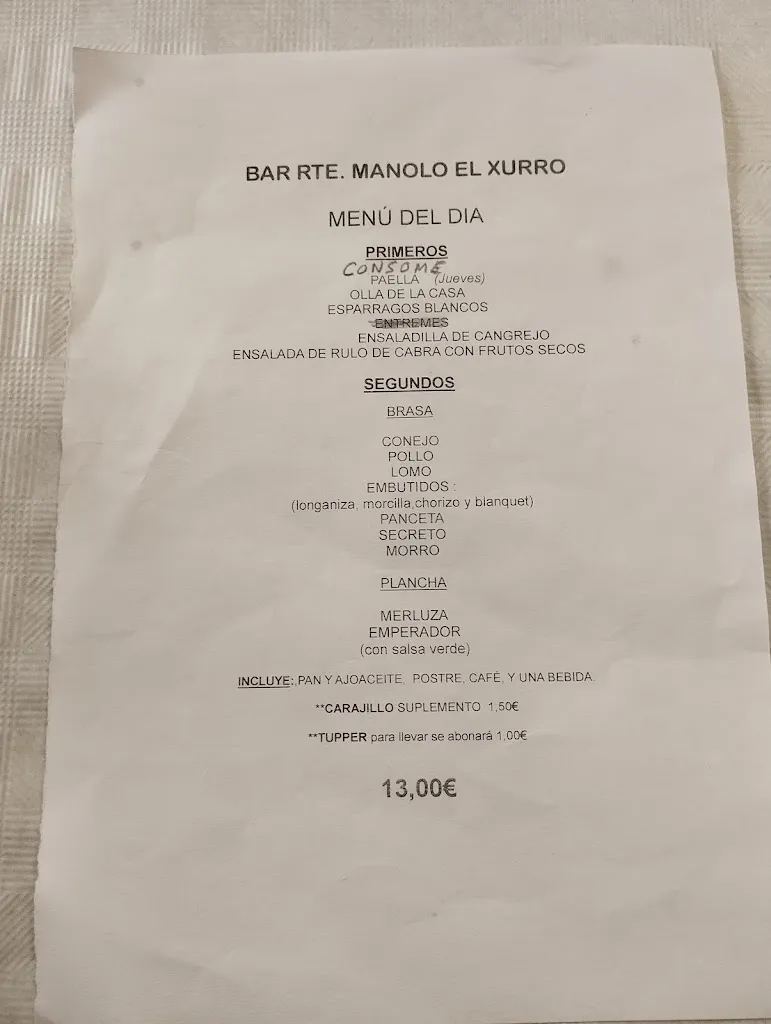 BAR RTE. MANOLO EL XURRO
MENÚ DEL DIA
PRIMEROS
CONSOME
PAELLA (Jueves)
OLLA DE LA CASA
ESPARRAGOS BLANCOS
ENTREMES
ENSALADILLA DE CANGREJO
ENSALADA DE RULO DE CABRA CON FRUTOS SECOS
SEGUNDOS
BRASA
CONEJO
POLLO
LOMO
EMBUTIDOS :
(longaniza, morcilla,chorizo y blanquet)
PANCETA
SECRETO
MORRO
PLANCHA
MERLUZA
EMPERADOR
(con salsa verde)
INCLUYE: PAN Y AJOACEITE, POSTRE, CAFÉ, Y UNA BEBIDA.
**CARAJILLO SUPLEMENTO 1,50€
**TUPPER para llevar se abonará 1,00€
13,00€